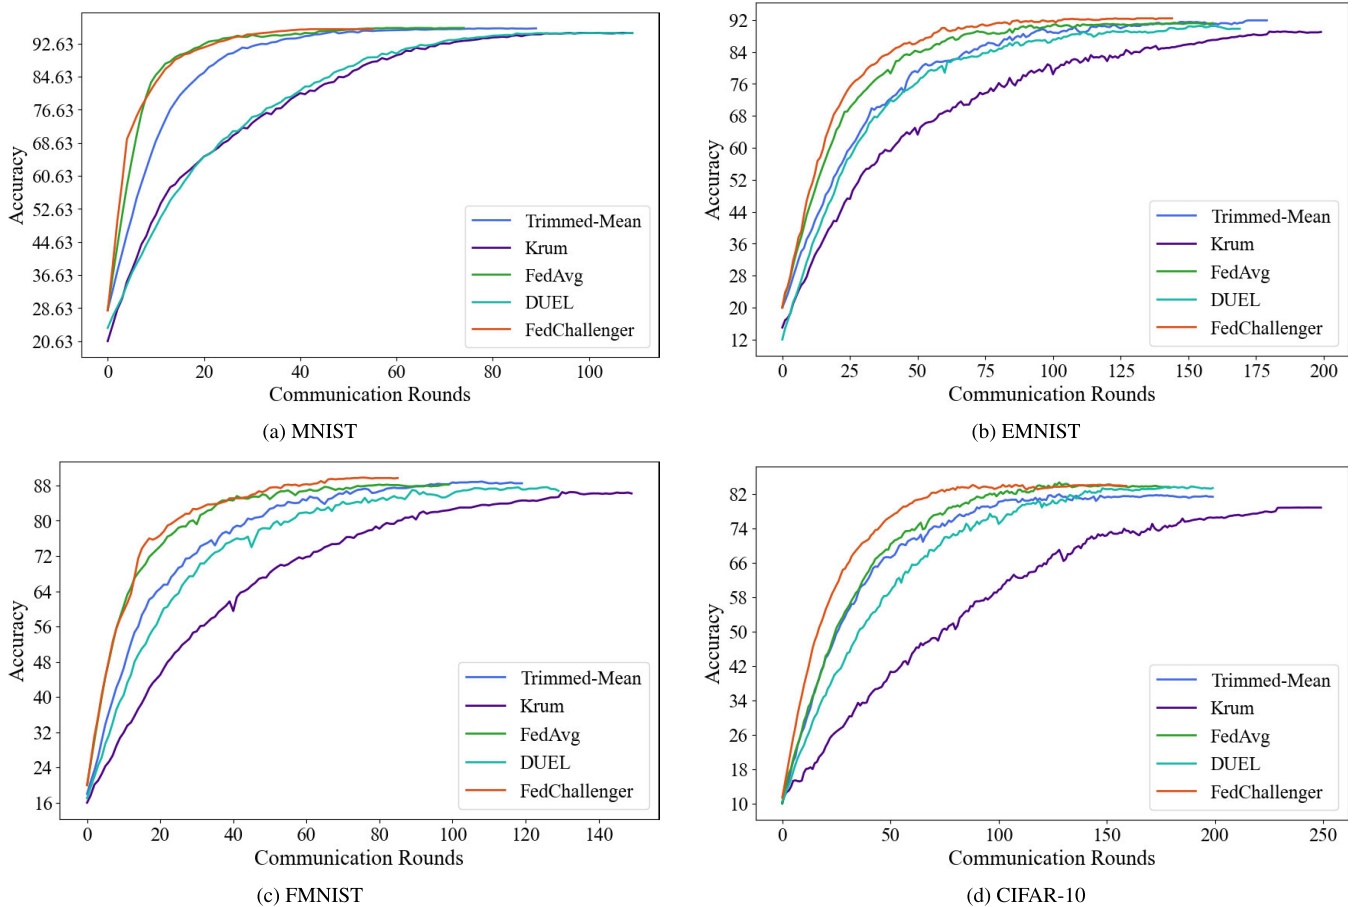 92.63
84.63
76.63
68.63
60.63
52.63
44.63
36.63
28.63
20.63
Accuracy
0 20 40 60 80 100
Communication Rounds
Trimmed-Mean
Krum
FedAvg
DUEL
FedChallenger
(a) MNIST
92
84
76
68
60
52
44
36
28
20
12
Accuracy
0 25 50 75 100 125 150 175 200
Communication Rounds
Trimmed-Mean
Krum
FedAvg
DUEL
FedChallenger
(b) EMNIST
88
80
72
64
56
48
40
32
24
16
Accuracy
0 20 40 60 80 100 120 140
Communication Rounds
Trimmed-Mean
Krum
FedAvg
DUEL
FedChallenger
(c) FMNIST
82
74
66
58
50
42
34
26
18
10
Accuracy
0 50 100 150 200 250
Communication Rounds
Trimmed-Mean
Krum
FedAvg
DUEL
FedChallenger
(d) CIFAR-10